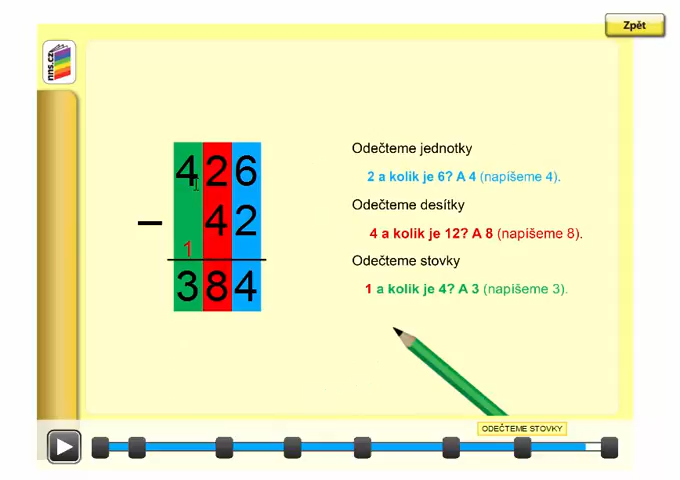 Zpět
nns.cz
426
1
Odečteme jednotky
2 a kolik je 6? A 4 (napíšeme 4).
Odečteme desítky
– 42
4 a kolik je 12? A 8 (napíšeme 8).
1
Odečteme stovky
384
1 a kolik je 4? A 3 (napíšeme 3).
ODEČTEME STOVKY